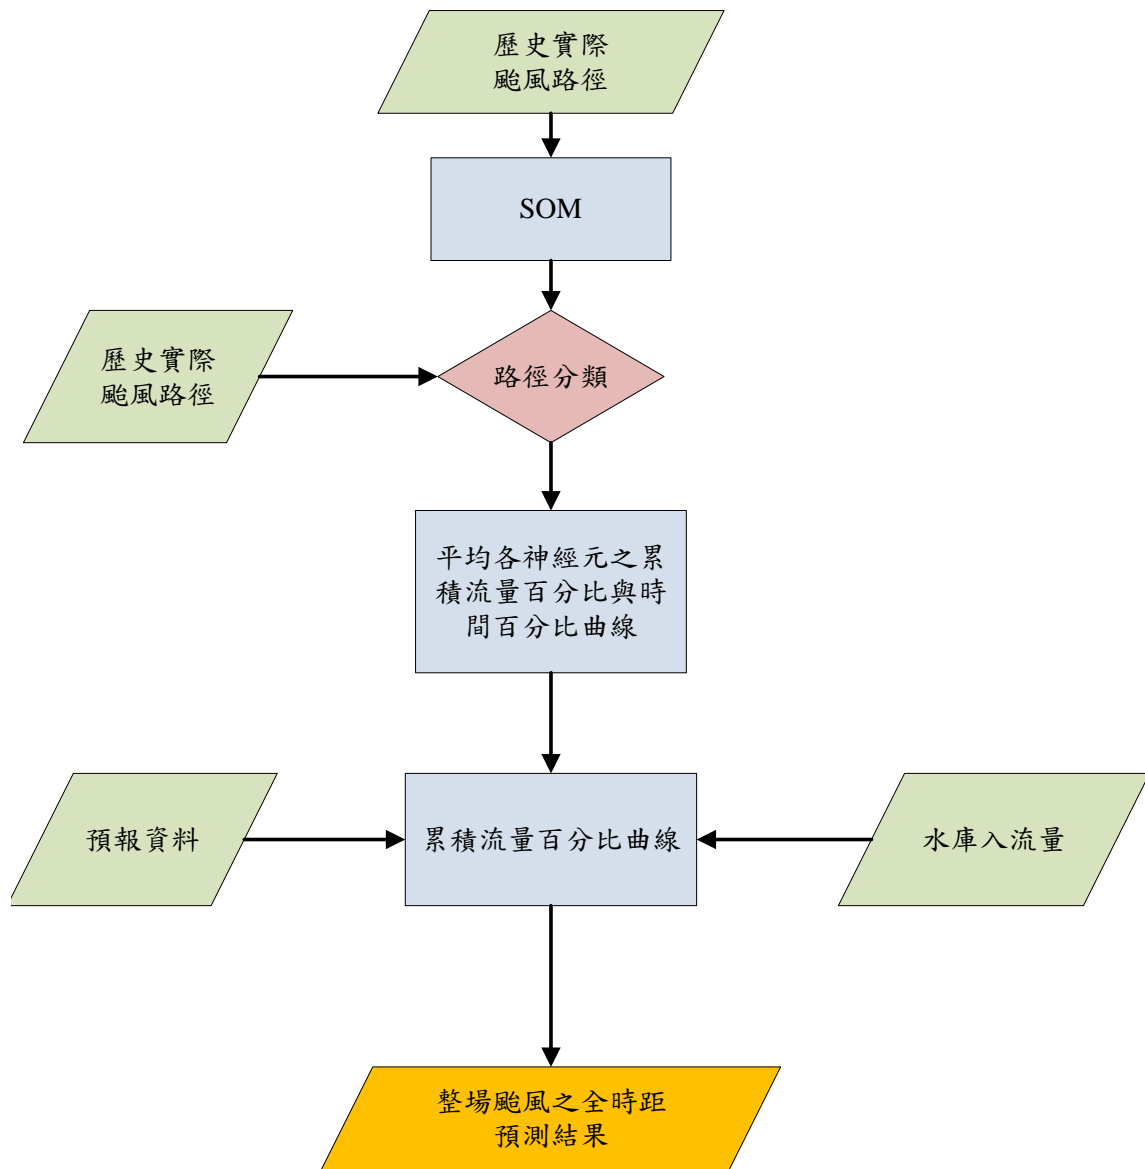 歷史實際
颱風路徑
SOM
歷史實際
颱風路徑
路徑分類
平均各神經元之累
積流量百分比與時
間百分比曲線
預報資料
累積流量百分比曲線
水庫入流量
整場颱風之全時距
預測結果